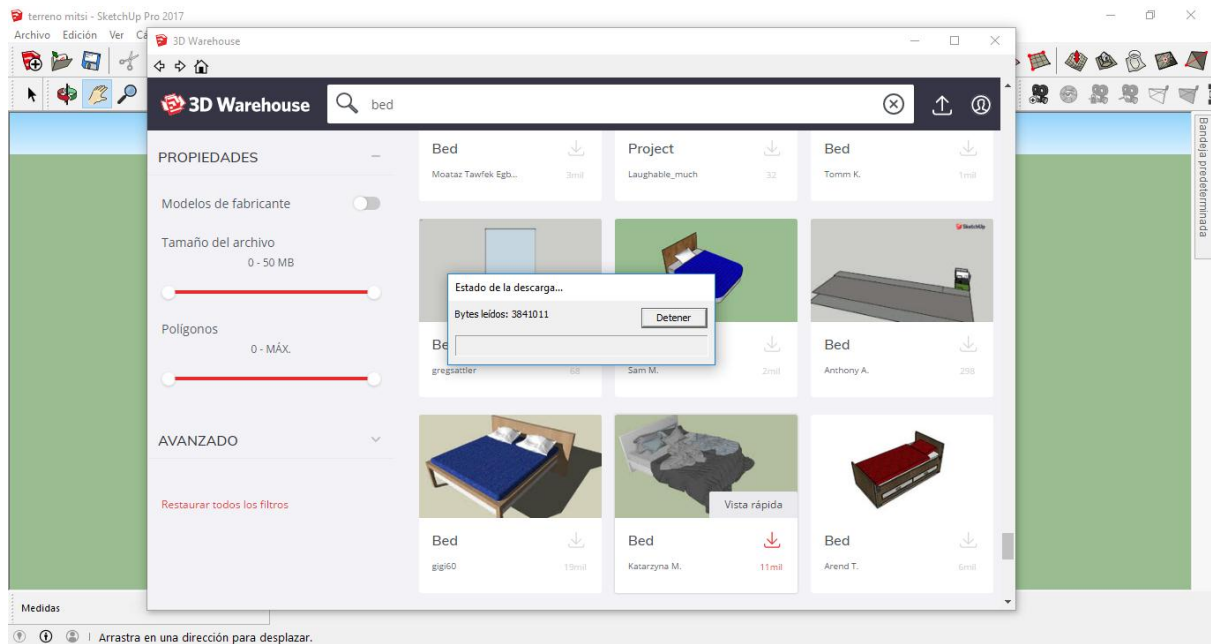 terreno mitsi - SketchUp Pro 2017
Archivo Edición Ver Cá
3D Warehouse
3D Warehouse
bed
PROPIEDADES
Modelos de fabricante
Tamaño del archivo
0 - 50 MB
Polígonos
0 - MÁX.
AVANZADO
Restaurar todos los filtros
Bed Project Bed
Moataz Tawfek Egb... 3mil Laughable_much 32 Tomm K. 1mil
SketchUp
Estado de la descarga...
Bytes leídos: 3841011 Detener
Be Bed
gregsattler 68 Sam M. 2mil Anthony A. 298
Vista rápida
Bed Bed Bed
gigi60 19mil Katarzyna M. 11mil Arend T. 6mil
Bandeja predeterminada
Medidas
Arrastra en una dirección para desplazar.